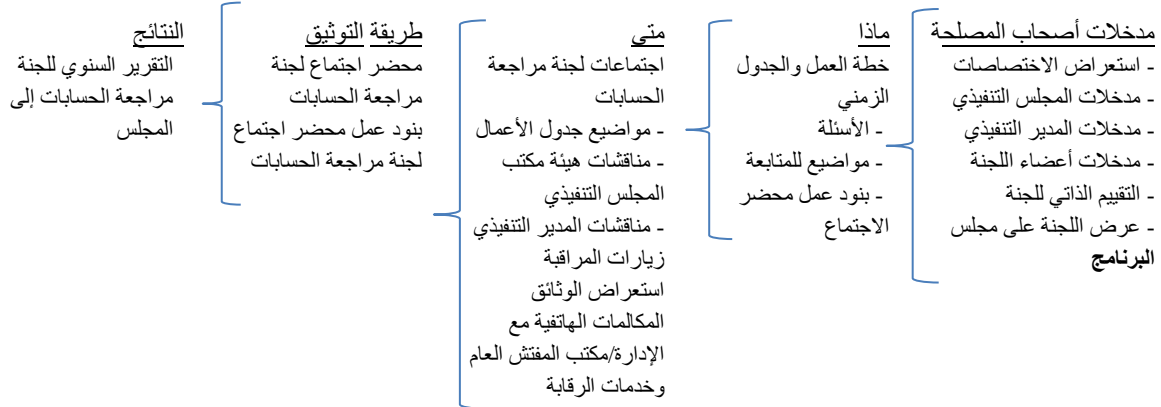 مدخلات أصحاب المصلحة
- استعراض الاختصاصات
- مدخلات المجلس التنفيذي
- مدخلات المدير التنفيذي
- مدخلات أعضاء اللجنة
- التقييم الذاتي للجنة
- عرض اللجنة على مجلس
البرنامج
ماذا
خطة العمل والجدول
الزمني
- الأسئلة
- مواضيع للمتابعة
- بنود عمل محضر
الاجتماع
متى
اجتماعات لجنة مراجعة
الحسابات
- مواضيع جدول الأعمال
- مناقشات هيئة مكتب
المجلس التنفيذي
- مناقشات المدير التنفيذي
زيارات المراقبة
استعراض الوثائق
المكالمات الهاتفية مع
الإدارة/مكتب المفتش العام
وخدمات الرقابة
طريقة التوثيق
محضر اجتماع لجنة
مراجعة الحسابات
بنود عمل محضر اجتماع
لجنة مراجعة الحسابات
النتائج
التقرير السنوي للجنة
مراجعة الحسابات إلى
المجلس